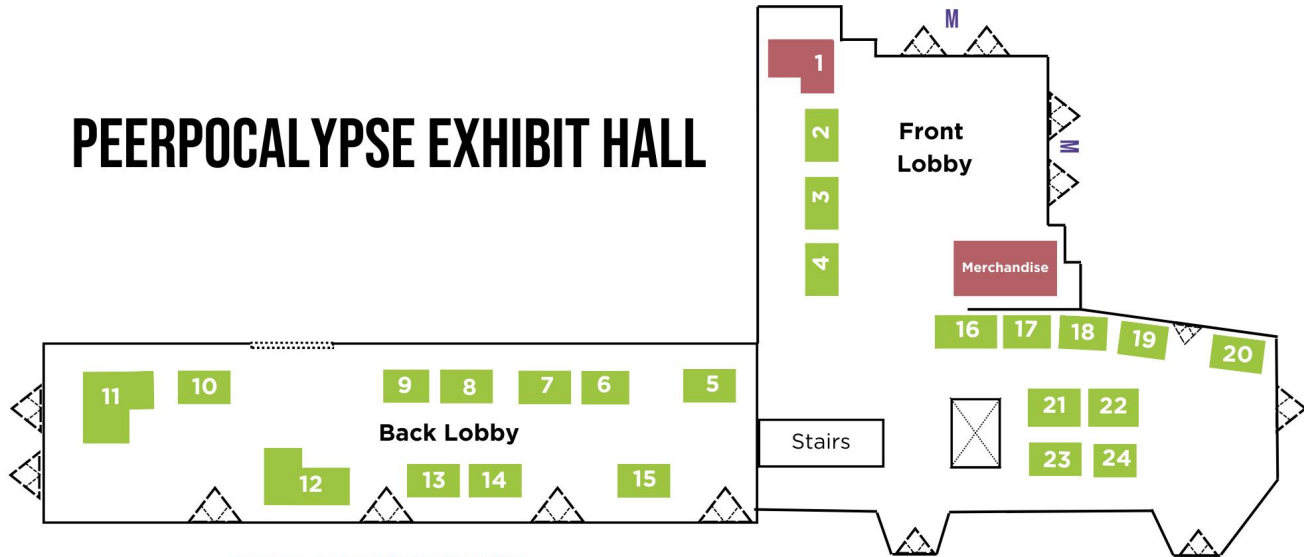 M
PEERPOCALYPSE EXHIBIT HALL
1
2
3
4
Front
Lobby
M
Merchandise
16 17 18 19 20
11 10 9 8 7 6 5
21 22
Back Lobby
Stairs
12 13 14 15
23 24